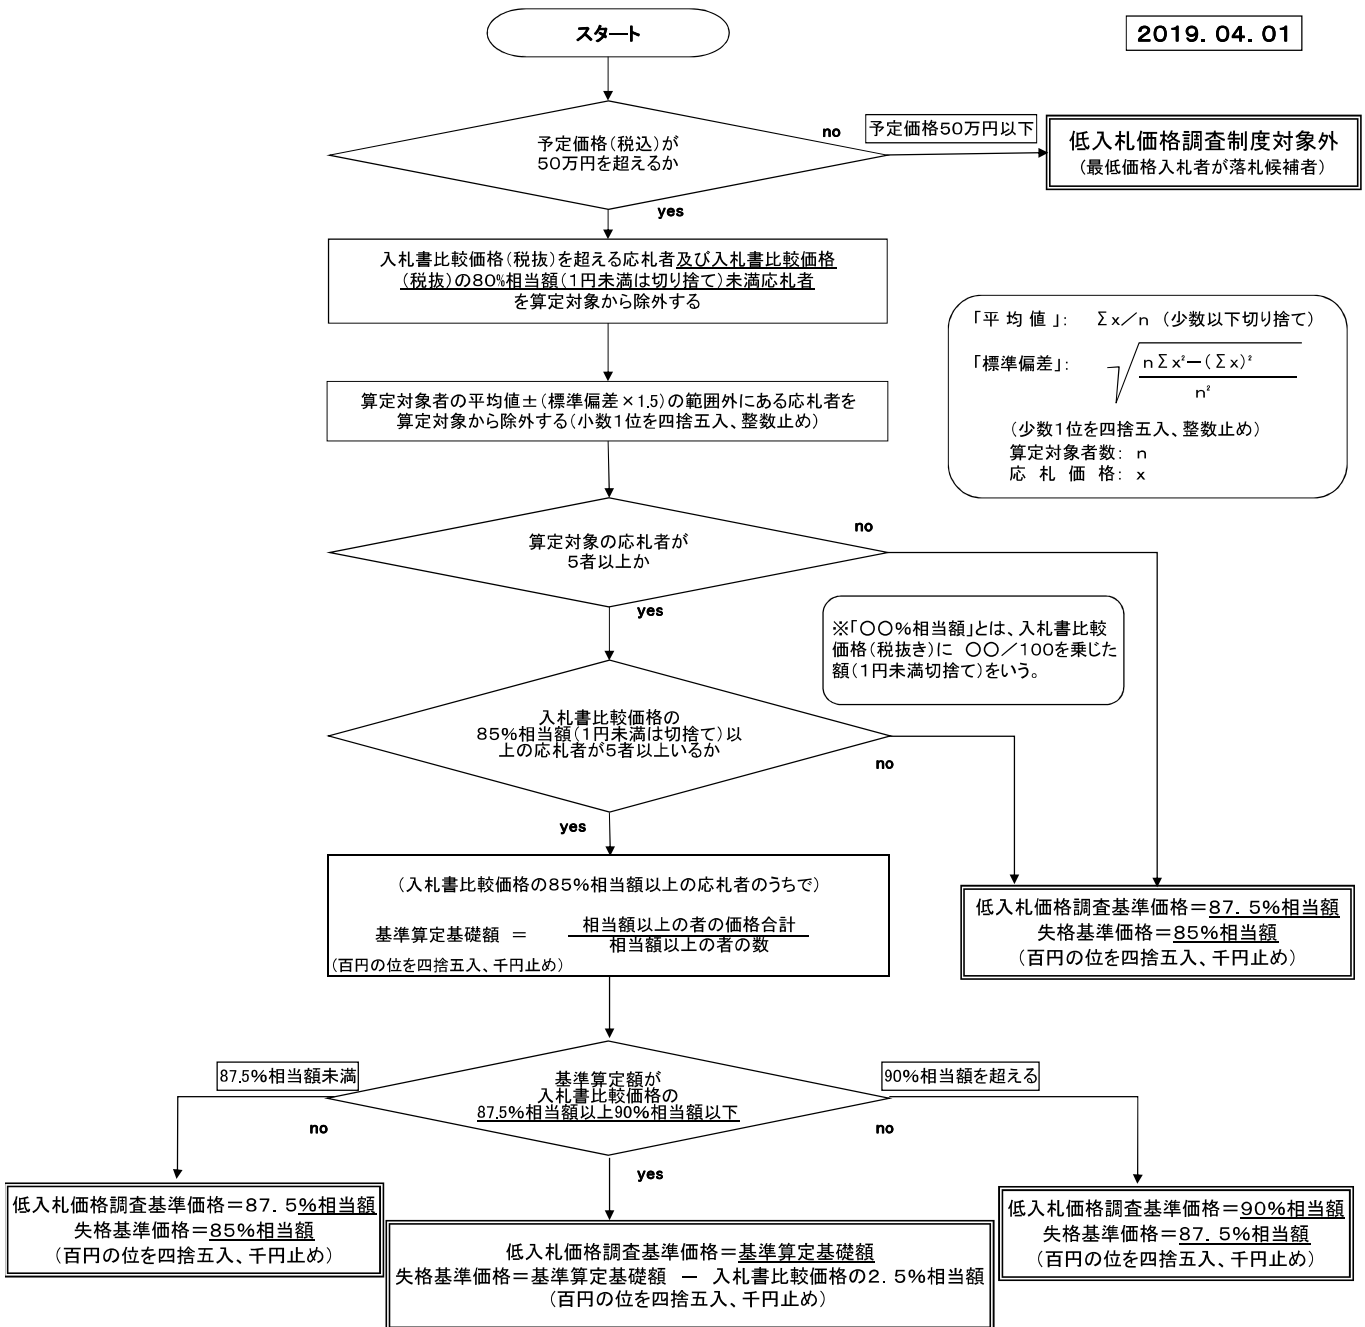 スタート
2019.04.01
予定価格(税込)が
50万円を超えるか
no
予定価格50万円以下
低入札価格調査制度対象外
(最低価格入札者が落札候補者)
yes
入札書比較価格(税抜)を超える応札者及び入札書比較価格
(税抜)の80%相当額(1円未満は切り捨て)未満応札者
を算定対象から除外する
「平均値」: Σx/n (少数以下切り捨て)
「標準偏差」: √ nΣx²-(Σx)²
n²
(少数1位を四捨五入、整数止め)
算定対象者数: n
応札価格: x
算定対象者の平均値±(標準偏差×1.5)の範囲外にある応札者を
算定対象から除外する(小数1位を四捨五入、整数止め)
算定対象の応札者が
5者以上か
no
yes
※「〇〇%相当額」とは、入札書比較
価格(税抜き)に 〇〇/100を乗じた
額(1円未満切捨て)をいう。
入札書比較価格の
85%相当額(1円未満は切捨て)以
上の応札者が5者以上いるか
no
yes
(入札書比較価格の85%相当額以上の応札者のうちで)
基準算定基礎額 = 相当額以上の者の価格合計
相当額以上の者の数
(百円の位を四捨五入、千円止め)
低入札価格調査基準価格=87.5%相当額
失格基準価格=85%相当額
(百円の位を四捨五入、千円止め)
87.5%相当額未満
基準算定額が
入札書比較価格の
87.5%相当額以上90%相当額以下
90%相当額を超える
no
no
yes
低入札価格調査基準価格=87.5%相当額
失格基準価格=85%相当額
(百円の位を四捨五入、千円止め)
低入札価格調査基準価格=基準算定基礎額
失格基準価格=基準算定基礎額 - 入札書比較価格の2.5%相当額
(百円の位を四捨五入、千円止め)
低入札価格調査基準価格=90%相当額
失格基準価格=87.5%相当額
(百円の位を四捨五入、千円止め)